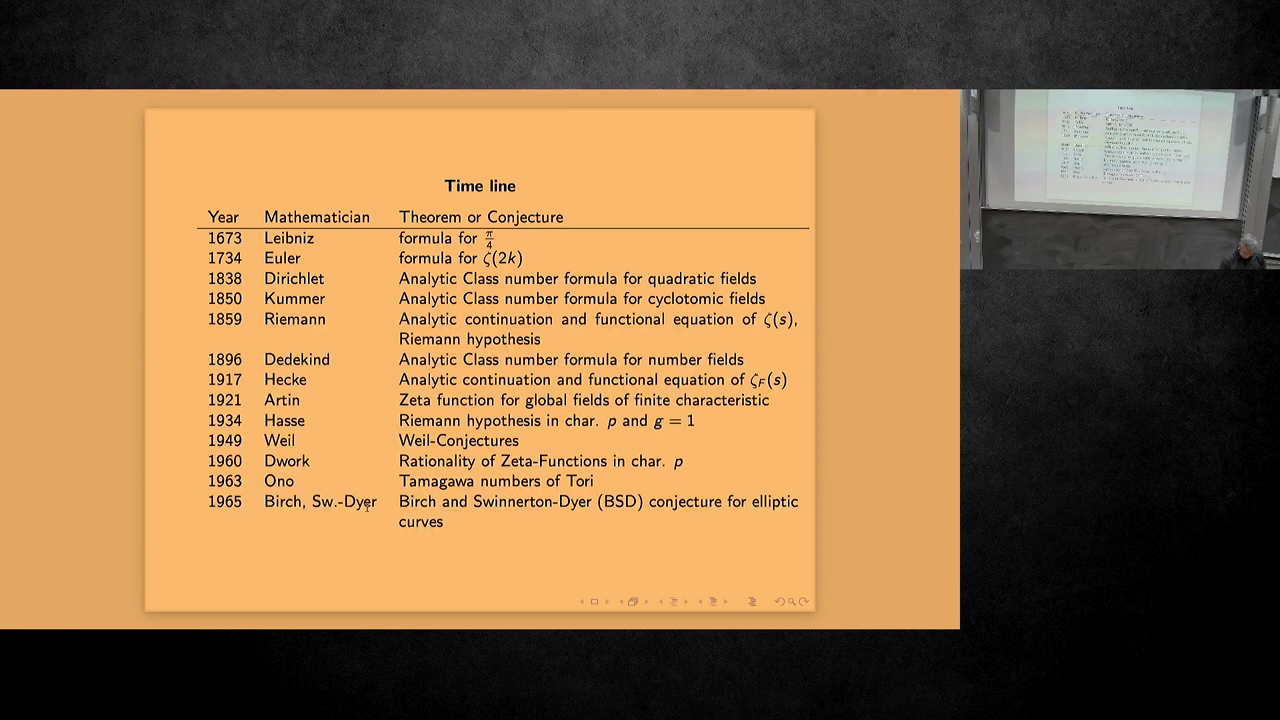 Time line
Year Mathematician Theorem or Conjecture
1673 Leibniz formula for π/4
1734 Euler formula for ζ(2k)
1838 Dirichlet Analytic Class number formula for quadratic fields
1850 Kummer Analytic Class number formula for cyclotomic fields
1859 Riemann Analytic continuation and functional equation of ζ(s),
Riemann hypothesis
1896 Dedekind Analytic Class number formula for number fields
1917 Hecke Analytic continuation and functional equation of ζ_F(s)
1921 Artin Zeta function for global fields of finite characteristic
1934 Hasse Riemann hypothesis in char. p and g = 1
1949 Weil Weil-Conjectures
1960 Dwork Rationality of Zeta-Functions in char. p
1963 Ono Tamagawa numbers of Tori
1965 Birch, Sw.-Dyer Birch and Swinnerton-Dyer (BSD) conjecture for elliptic
curves